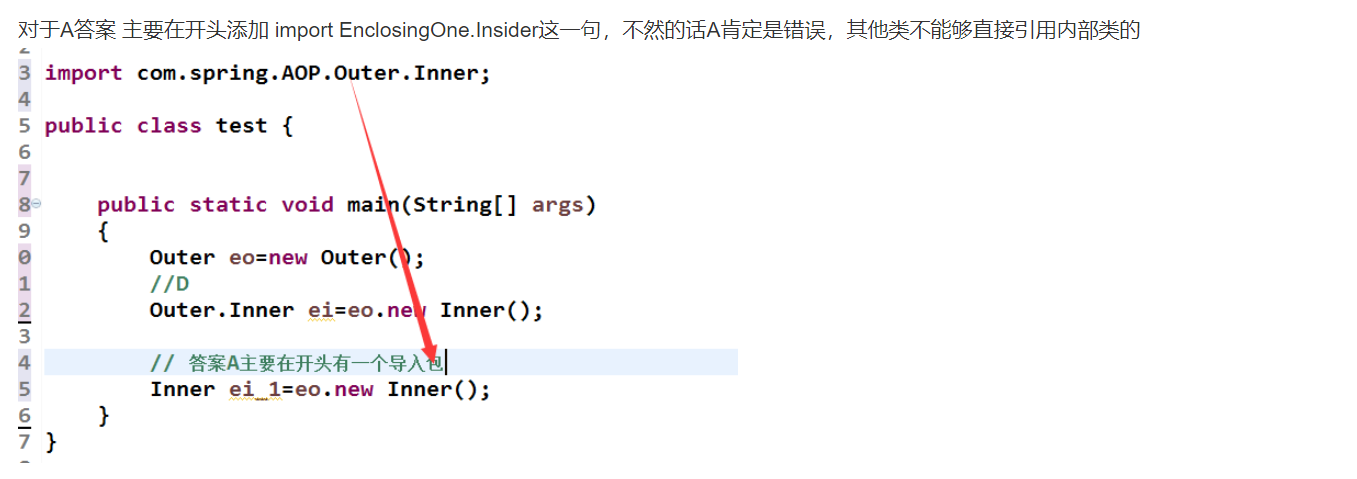 对于A答案 主要在开头添加 import EnclosingOne.Insider这一句，不然的话A肯定是错误，其他类不能够直接引用内部类的
3 import com.spring.AOP.Outer.Inner;
4
5 public class test {
6
7
8 public static void main(String[] args)
9 {
0 Outer eo=new Outer();
1 //D
2 Outer.Inner ei=eo.new Inner();
3
4 // 答案A主要在开头有一个导入包
5 Inner ei_1=eo.new Inner();
6 }
7 }